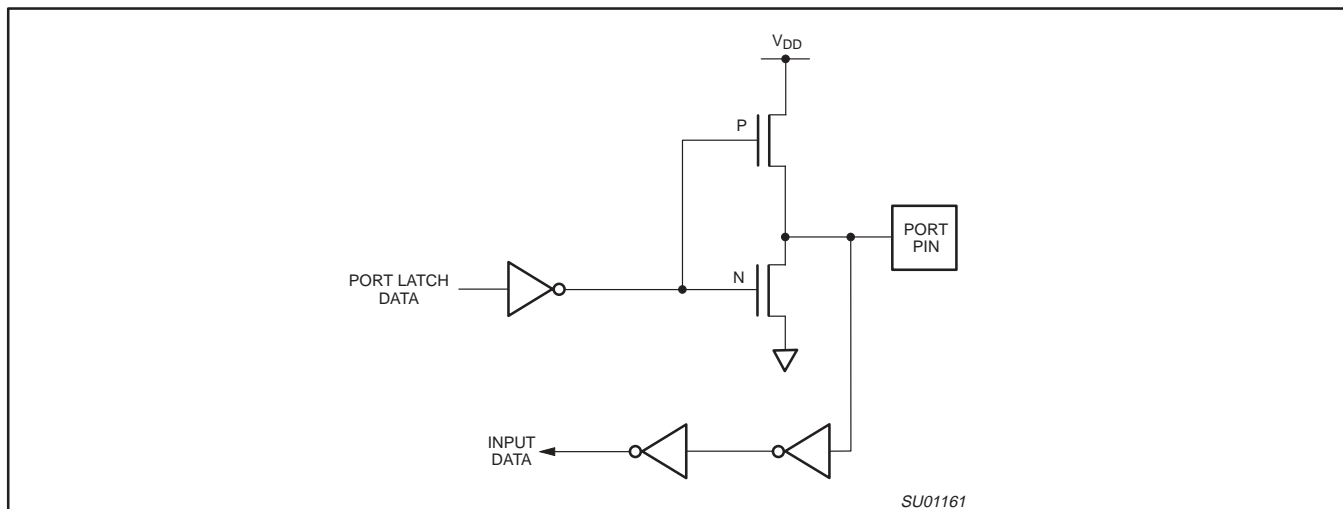 VDD
P
PORT
PIN
N
PORT LATCH
DATA
INPUT
DATA
SU01161